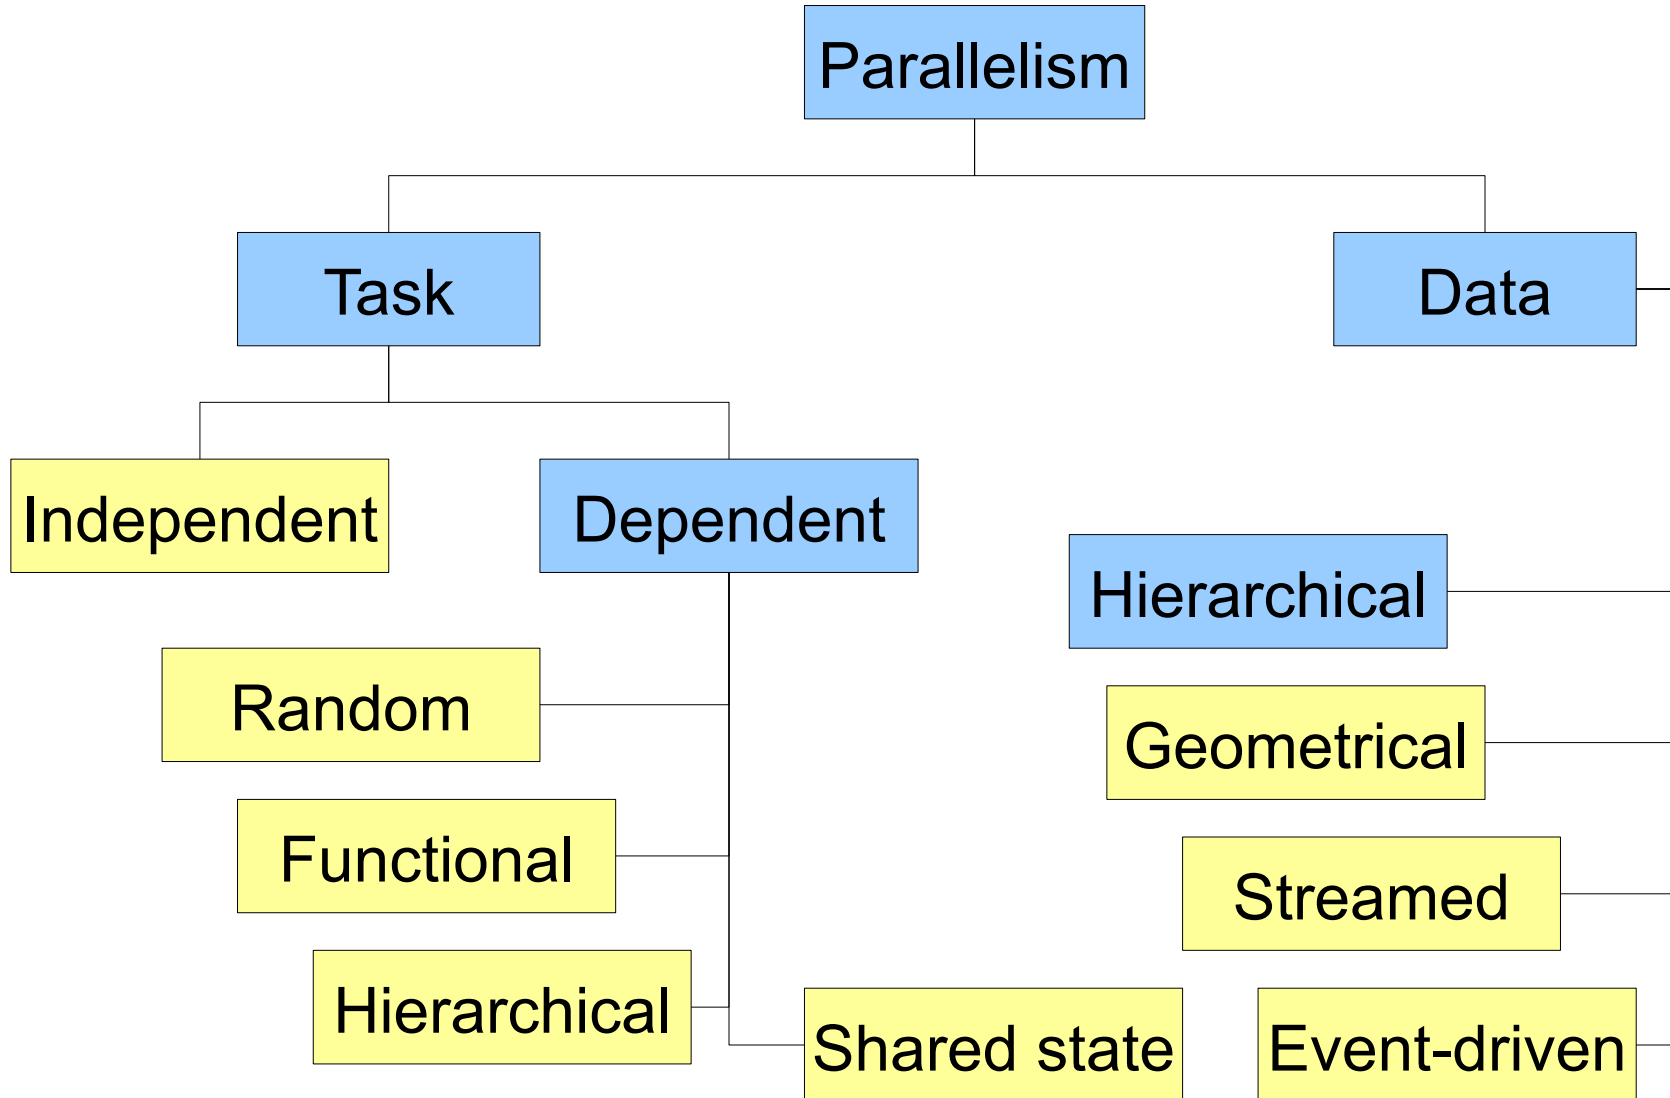 Parallelism
Task
Data
Independent
Dependent
Hierarchical
Random
Geometrical
Functional
Streamed
Hierarchical
Shared state
Event-driven